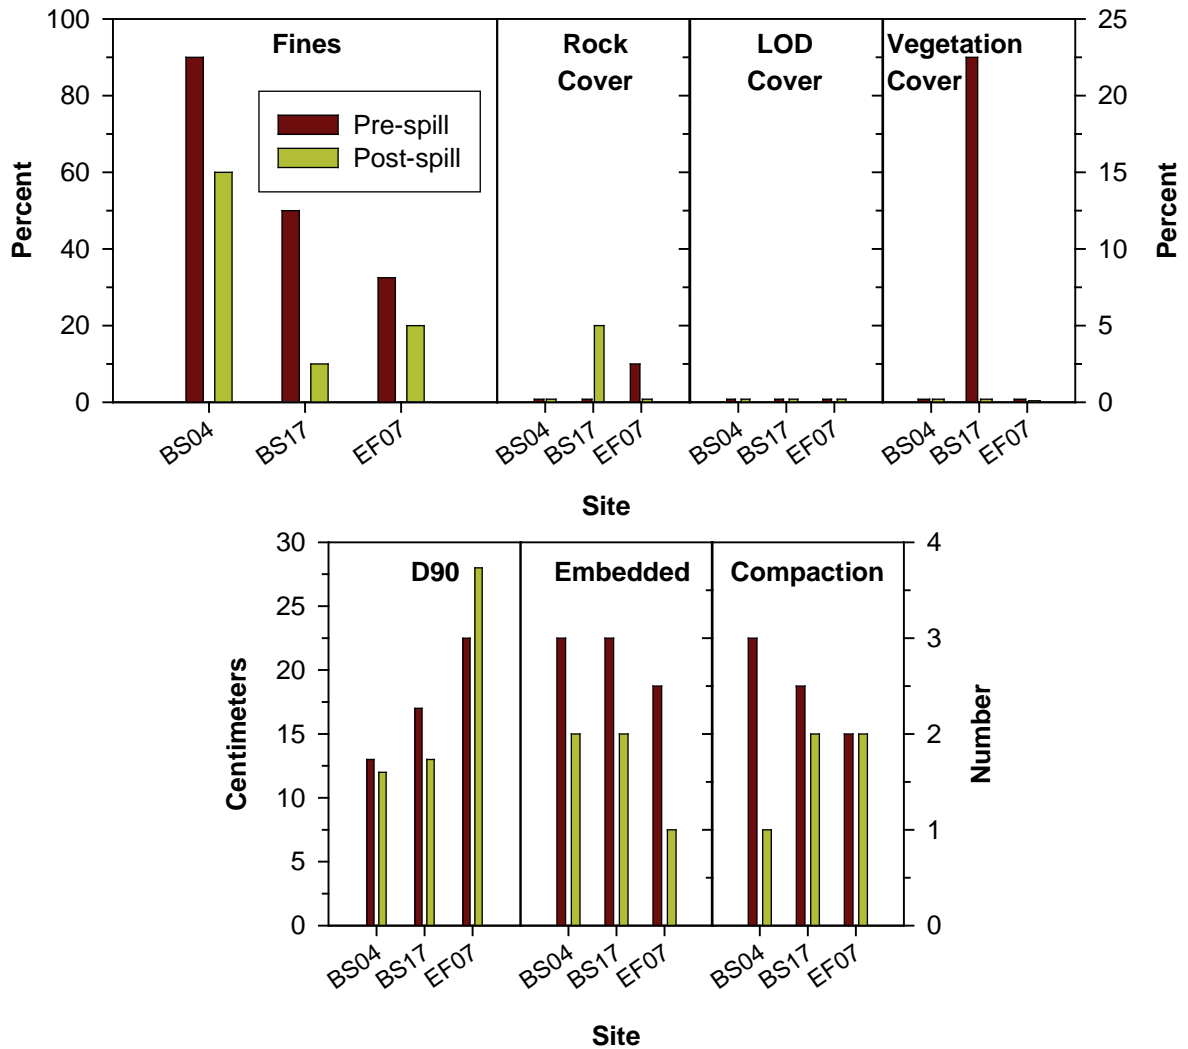 Fines
Rock
Cover
LOD
Cover
Vegetation
Cover
Pre-spill
Post-spill
Percent
100
80
60
40
20
0
25
20
15
10
5
0
Percent
BS04
BS17
EF07
BS04
BS17
EF07
BS04
BS17
EF07
BS04
BS17
EF07
Site
D90
Embedded
Compaction
Centimeters
30
25
20
15
10
5
0
4
3
2
1
0
Number
BS04
BS17
EF07
BS04
BS17
EF07
BS04
BS17
EF07
Site